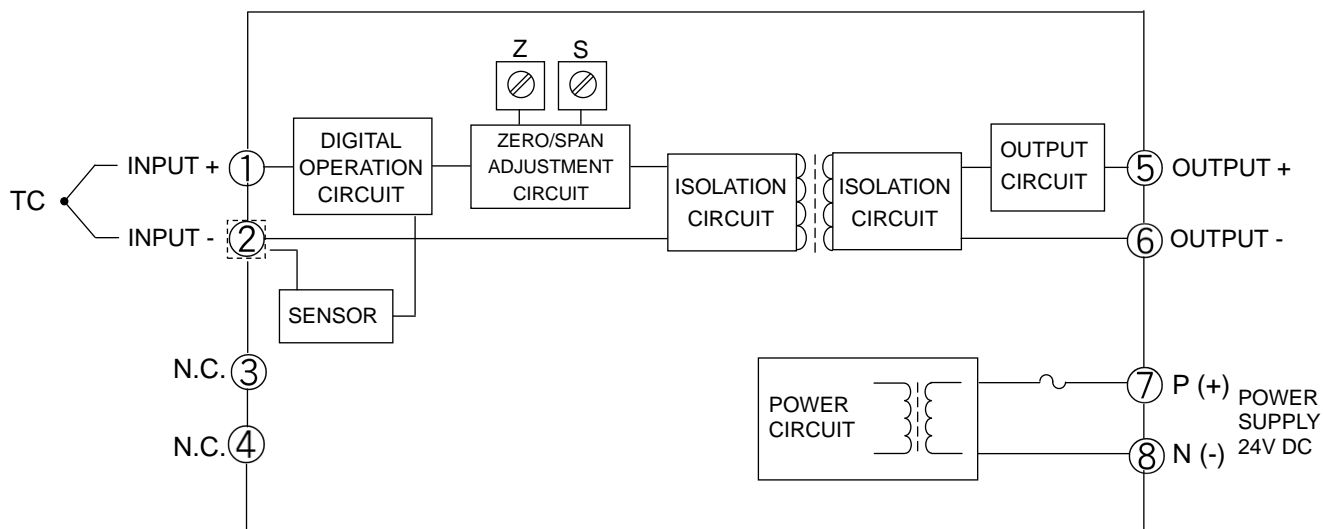 Z
S
DIGITAL
OPERATION
CIRCUIT
ZERO/SPAN
ADJUSTMENT
CIRCUIT
OUTPUT
CIRCUIT
TC
INPUT +
1
INPUT -
2
ISOLATION
CIRCUIT
ISOLATION
CIRCUIT
5
OUTPUT +
6
OUTPUT -
SENSOR
N.C.
3
N.C.
4
POWER
CIRCUIT
7
P (+)
8
N (-)
POWER
SUPPLY
24V DC